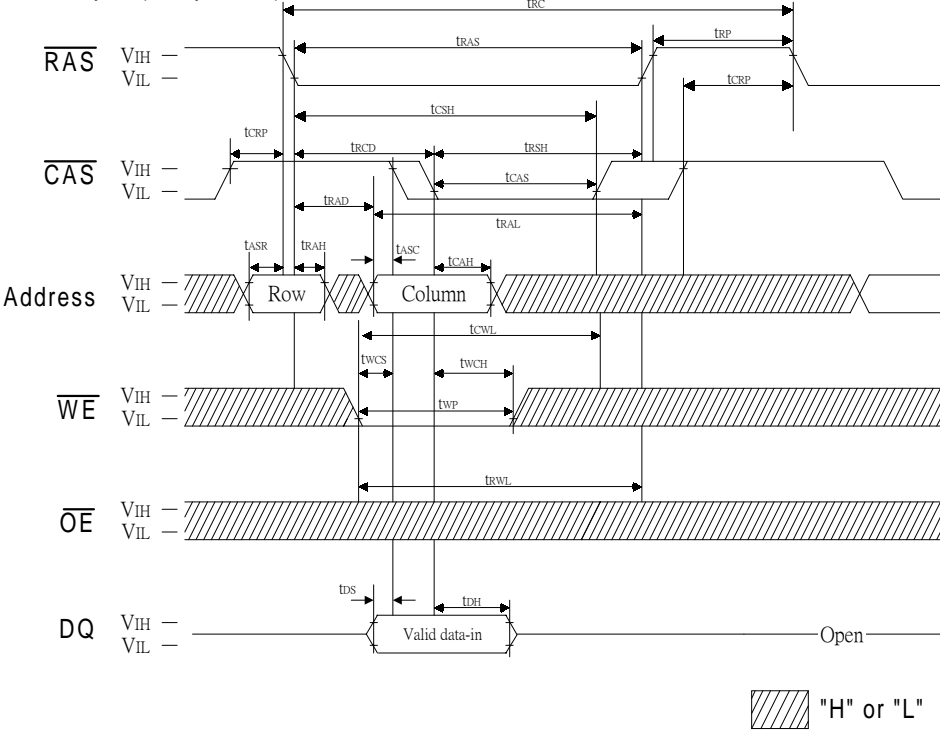 tRC
tRAS
tRP
RAS
VIH
VIL
tCRP
tCSH
tCRP
tRCD
tRSH
CAS
VIH
VIL
tCAS
tRAD
tRAL
tASR
tRAH
tASC
tCAH
Address
VIH
VIL
Row
Column
tCWL
tWCS
tWCH
WE
VIH
VIL
tWP
tRWL
OE
VIH
VIL
tDS
tDH
DQ
VIH
VIL
Valid data-in
Open
"H" or "L"